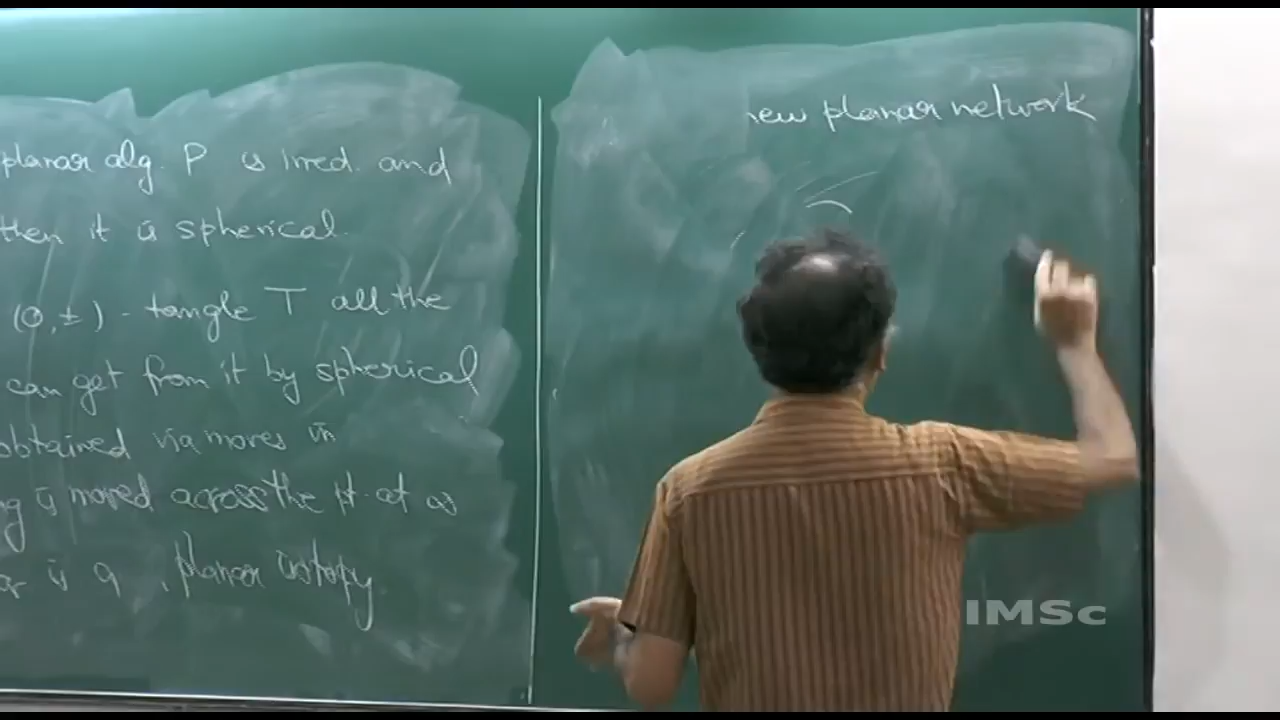 planar alg. P is irred. and
then it is spherical.
(0,±) - tangle T all the
can get from it by spherical
obtained via moves in
g is moved across the pt. at ∞
is a planar isotopy
new planar network
IMSc